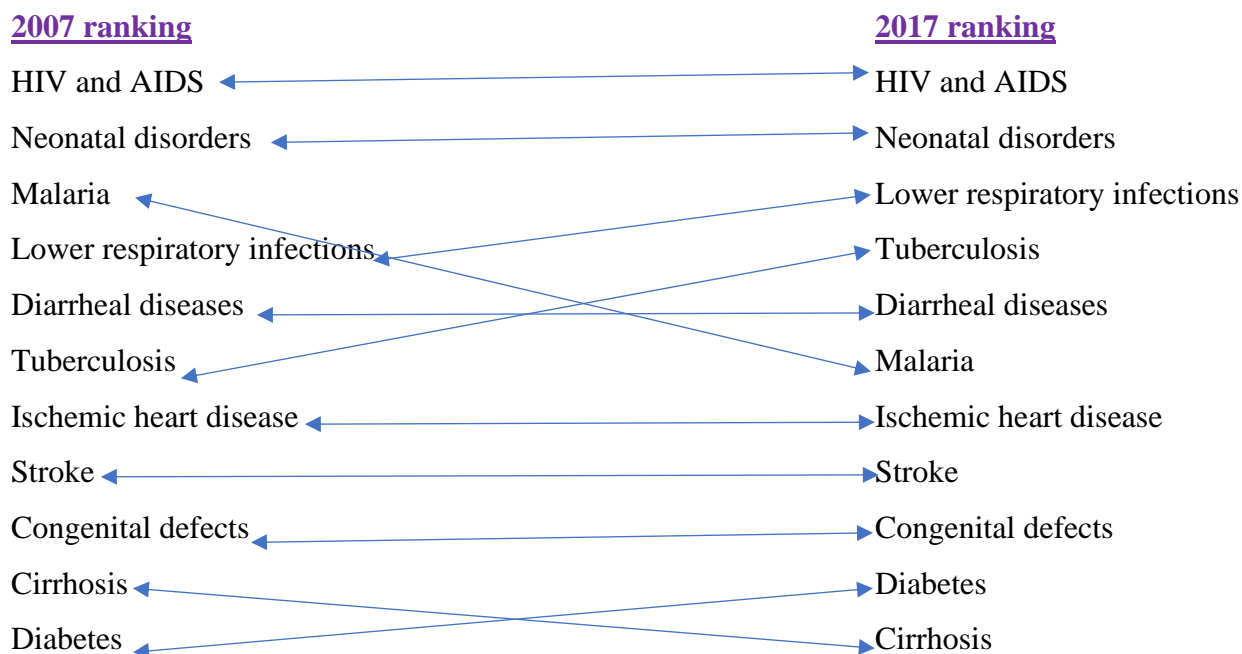 2007 ranking 2017 ranking
HIV and AIDS HIV and AIDS
Neonatal disorders Neonatal disorders
Malaria Lower respiratory infections
Lower respiratory infections Tuberculosis
Diarrheal diseases Diarrheal diseases
Tuberculosis Malaria
Ischemic heart disease Ischemic heart disease
Stroke Stroke
Congenital defects Congenital defects
Cirrhosis Diabetes
Diabetes Cirrhosis